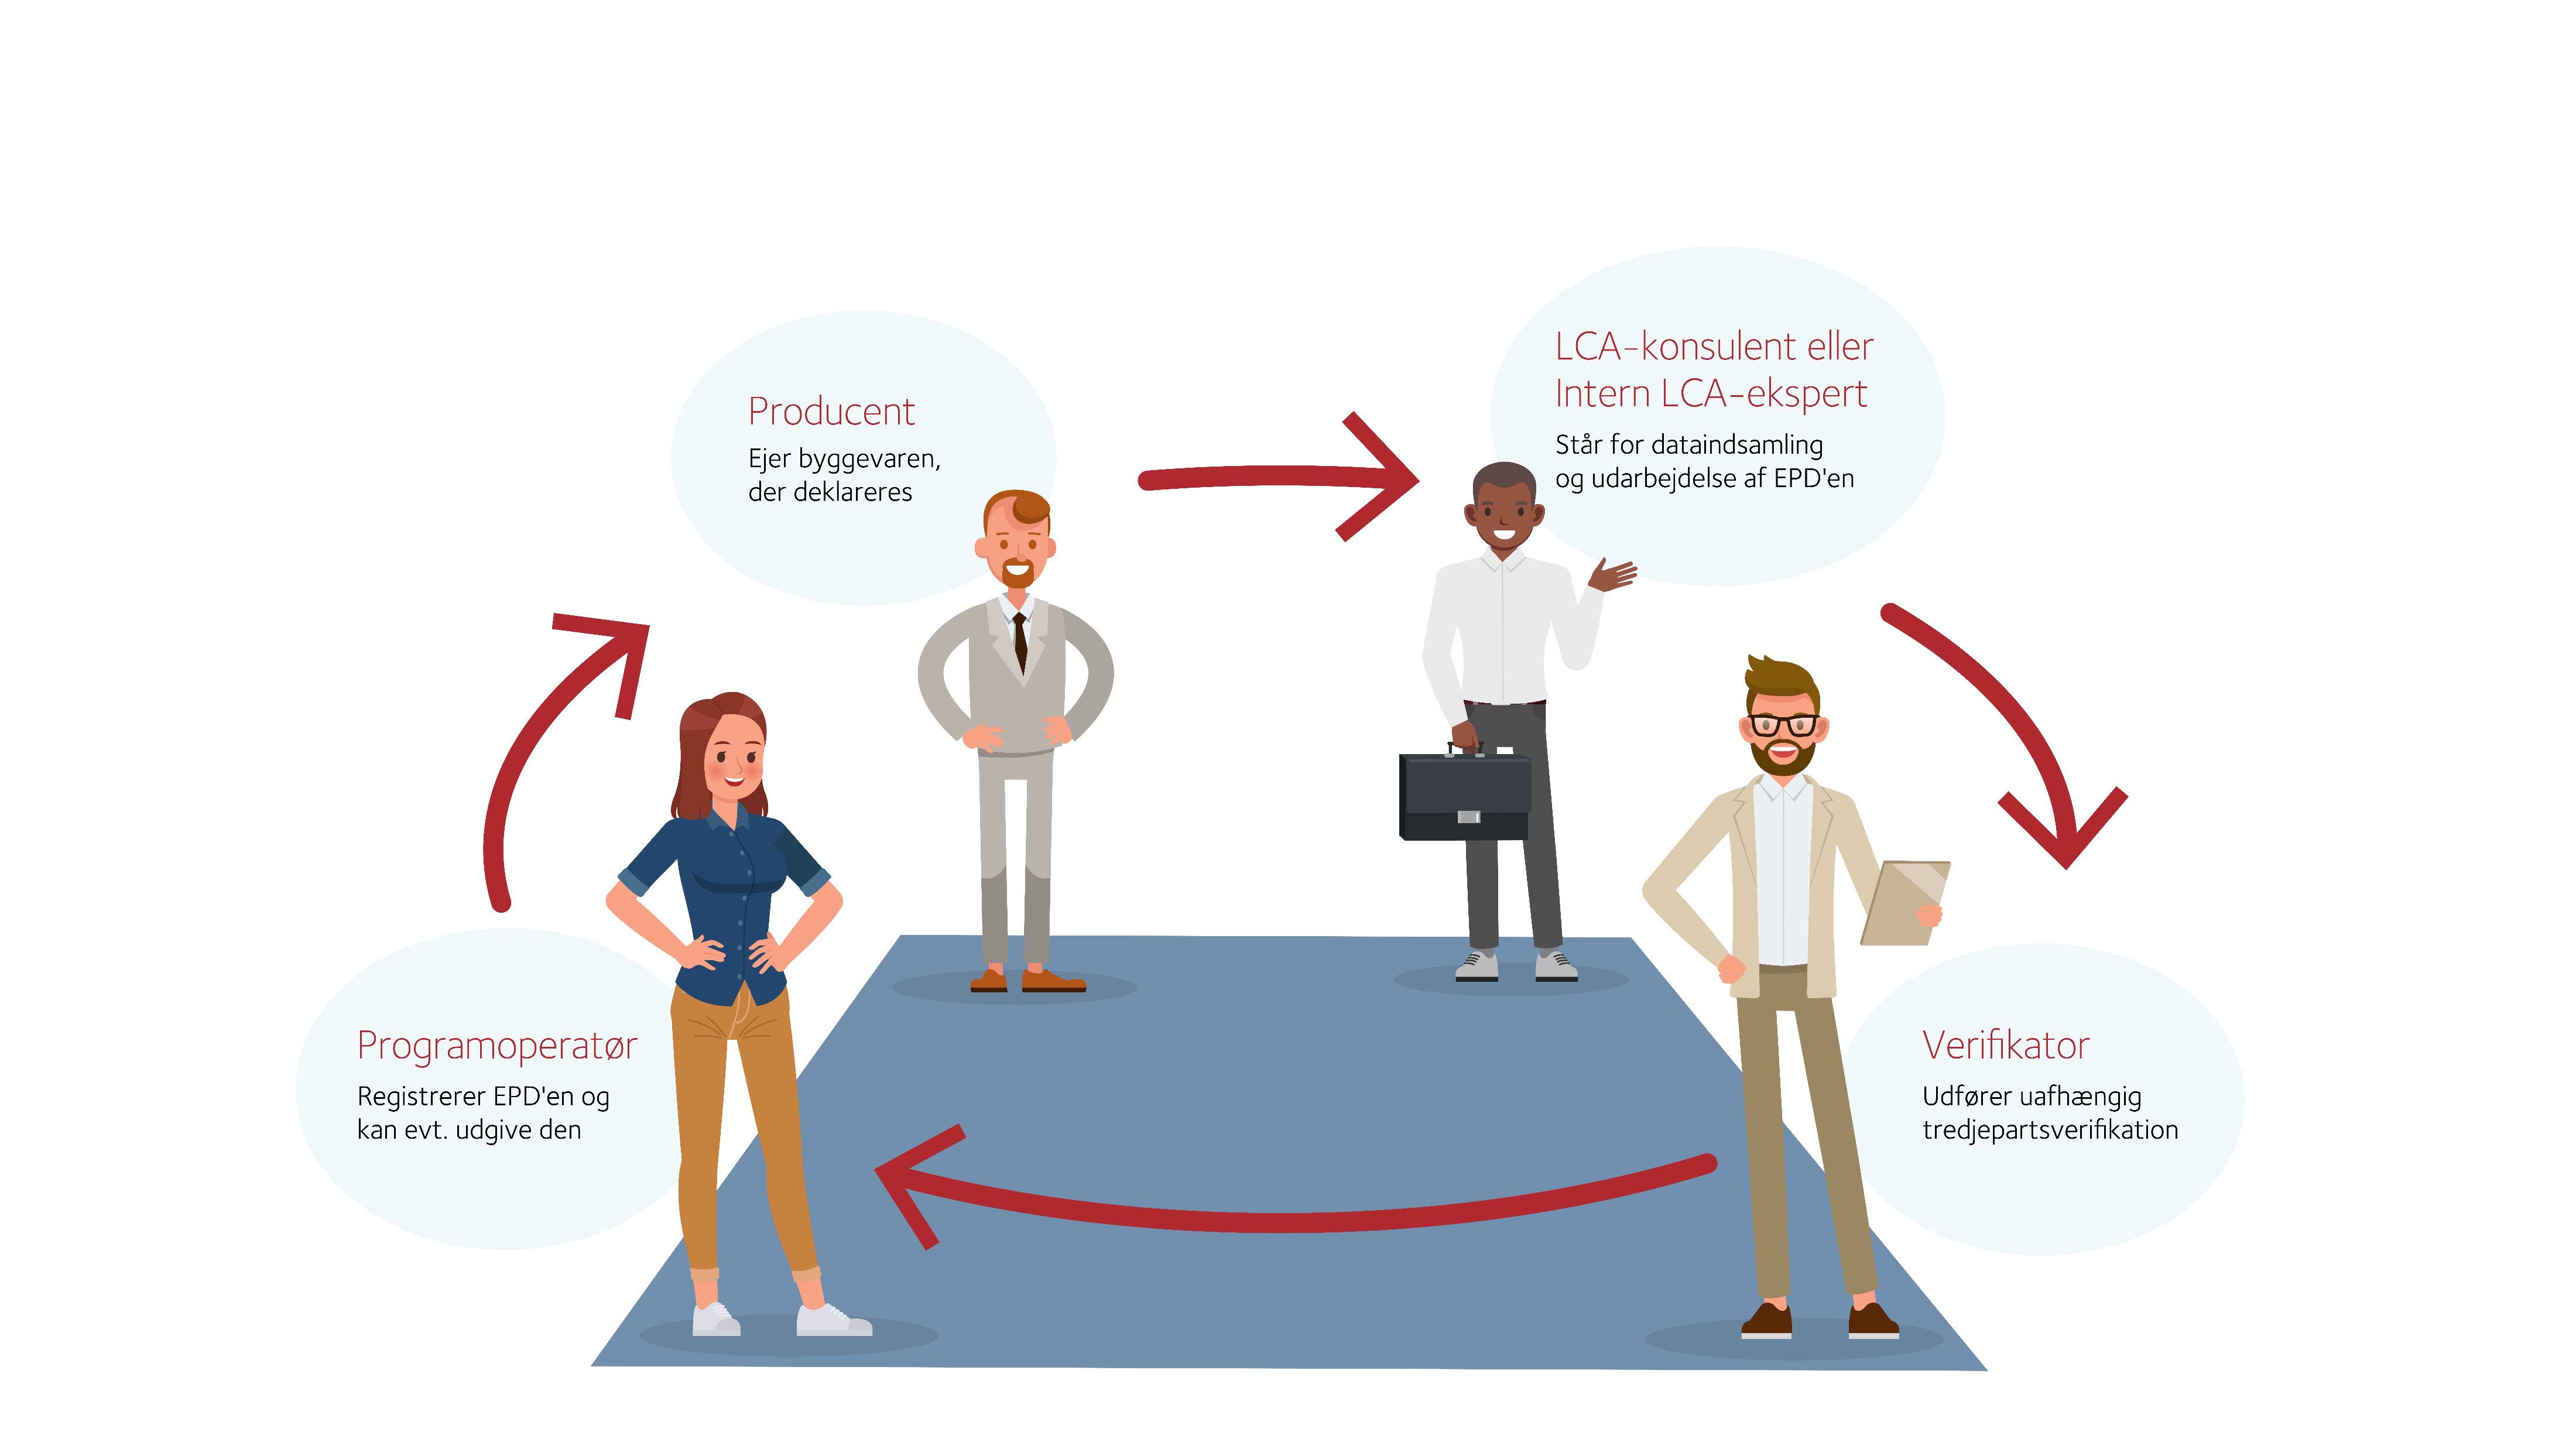 Producent
Ejer byggevaren,
der deklareres
LCA-konsulent eller
Intern LCA-ekspert
Står for dataindsamling
og udarbejdelse af EPD'en
Programoperatør
Registrerer EPD'en og
kan evt. udgive den
Verifikator
Udfører uafhængig
tredjepartsverifikation